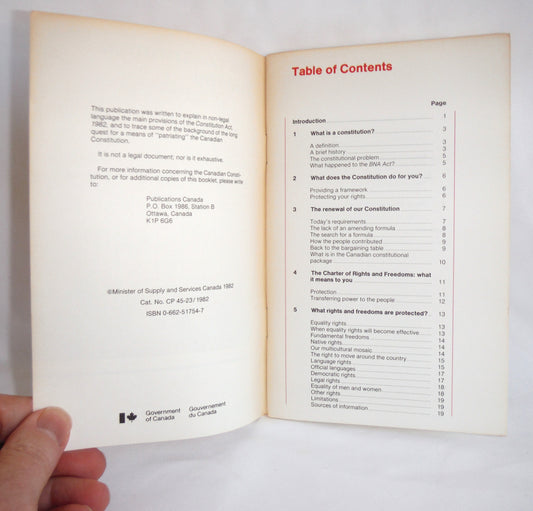 This publication was written to explain in non-legal
language the main provisions of the Constitution Act,
1982, and to trace some of the background of the long
quest for a means of "patriating" the Canadian
Constitution.
It is not a legal document; nor is it exhaustive.
For more information concerning the Canadian Constitu-
tion, or for additional copies of this booklet, please write
to:
Publications Canada
P.O. Box 1986, Station B
Ottawa, Canada
K1P 6G6
©Minister of Supply and Services Canada 1982
Cat. No. CP 45-23/1982
ISBN 0-662-51754-7
Government of Canada
Gouvernement du Canada
Table of Contents
Page
Introduction 1
1 What is a constitution? 3
A definition 3
A brief history 3
The constitutional problem 5
What happened to the BNA Act? 5
2 What does the Constitution do for you? 6
Providing a framework 6
Protecting your rights 6
3 The renewal of our Constitution 7
Today's requirements 7
The lack of an amending formula 8
The search for a formula 8
How the people contributed 9
Back to the bargaining table 9
What is in the Canadian constitutional
package 10
4 The Charter of Rights and Freedoms: what
it means to you 11
Protection 11
Transferring power to the people 12
5 What rights and freedoms are protected? 13
Equality rights 13
When equality rights will become effective 13
Fundamental freedoms 14
Native rights 14
Our multicultural mosaic 14
The right to move around the country 15
Language rights 15
Official languages 15
Democratic rights 17
Legal rights 17
Equality of men and women 18
Other rights 18
Limitations 19
Sources of information 19